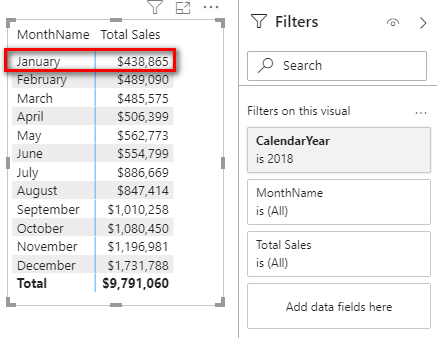 MonthName Total Sales
January $438,865
February $489,090
March $485,575
April $506,399
May $562,773
June $554,799
July $886,669
August $847,414
September $1,010,258
October $1,080,450
November $1,196,981
December $1,731,788
Total $9,791,060
Filters
Search
Filters on this visual
CalendarYear
is 2018
MonthName
is (All)
Total Sales
is (All)
Add data fields here